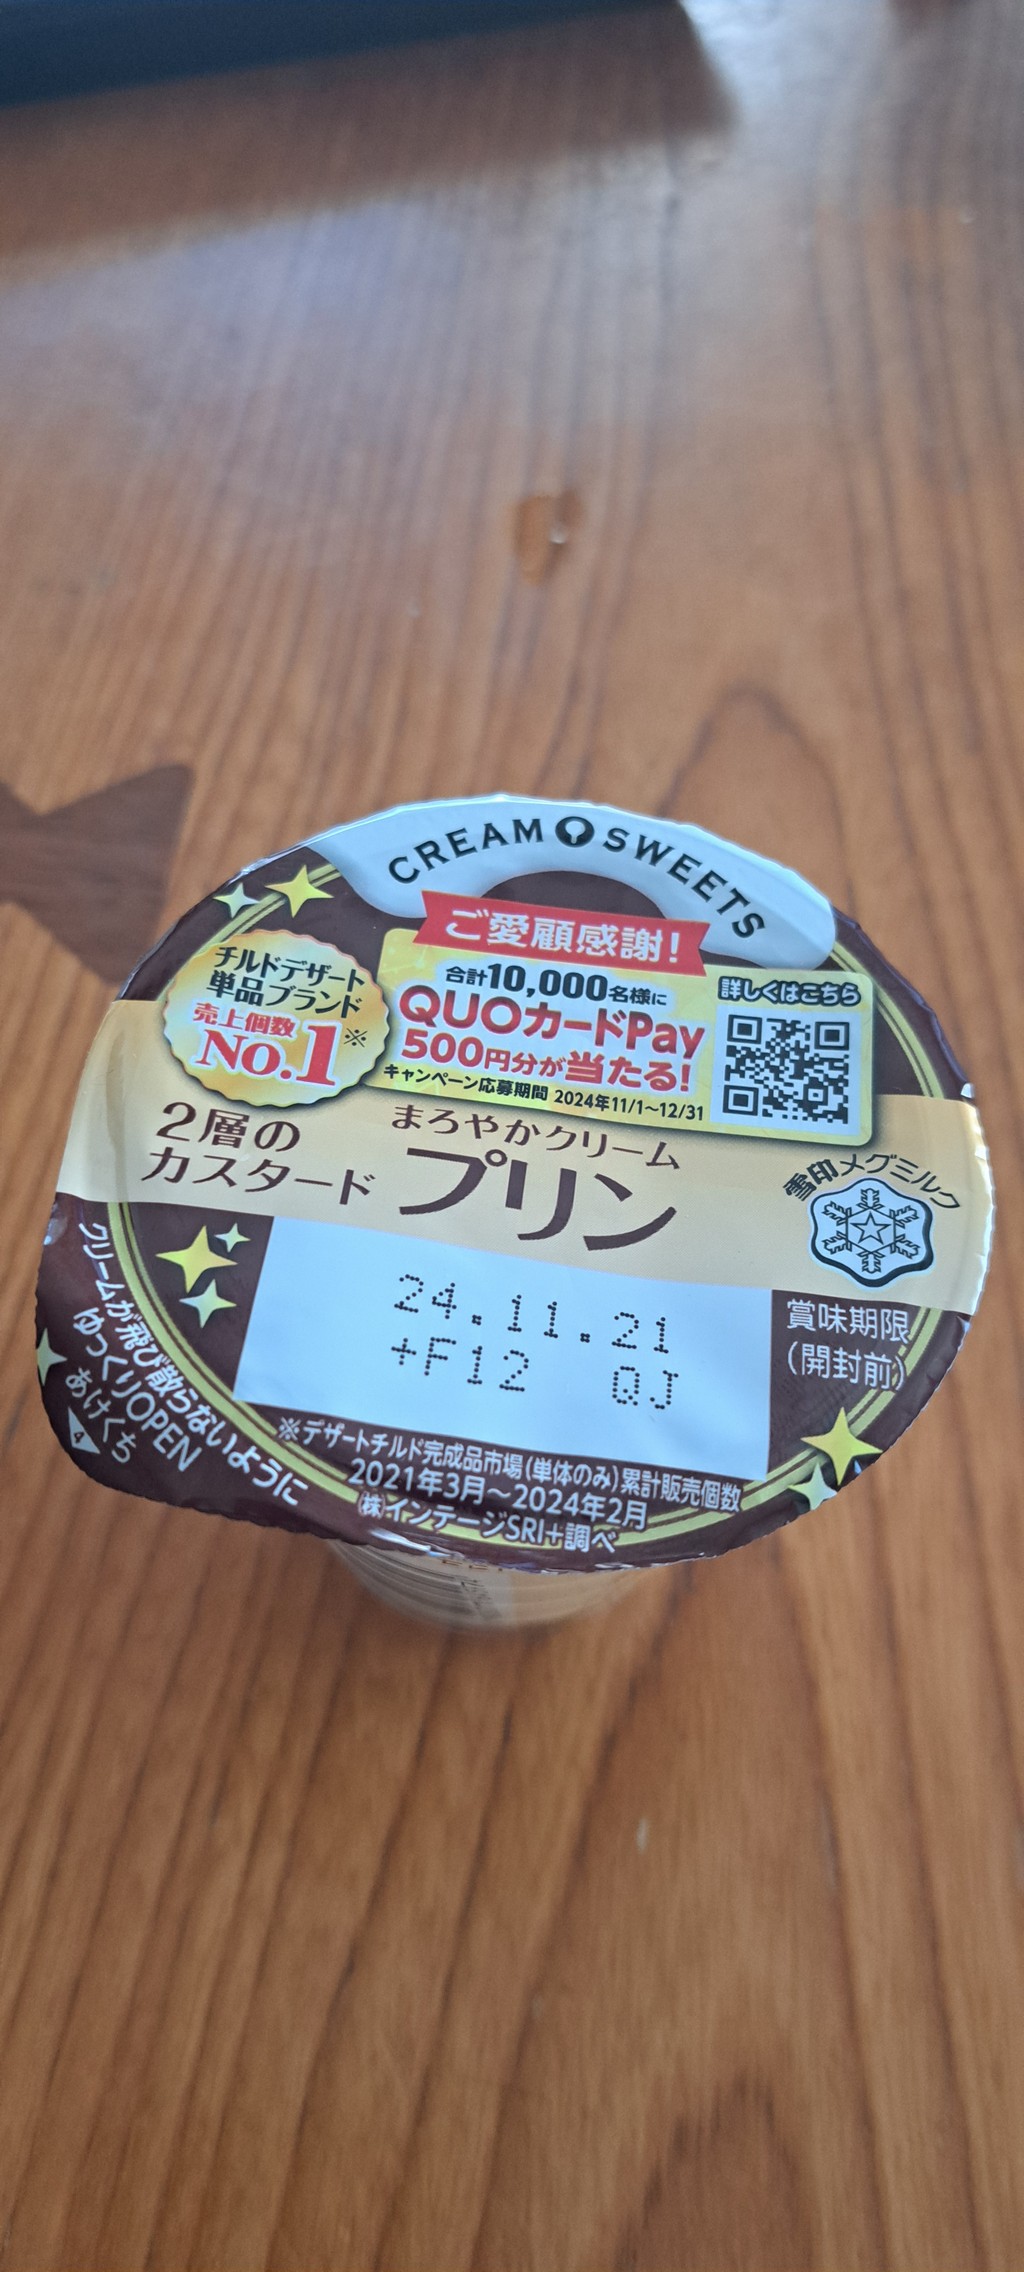 CREAM SWEETS
ご愛顧感謝!
チルドデザート
単品ブランド
売上個数
No.1※
合計10,000名様に
QUOカードPay
500円分が当たる!
キャンペーン応募期間 2024年11/1~12/31
詳しくはこちら
2層の
カスタード
まろやかクリーム
プリン
雪印メグミルク
24.11.21
+F12 QJ
賞味期限
(開封前)
クリームが飛び散らないように
ゆっくりOPEN
あけくち
4
※デザートチルド完成品市場(単体のみ)累計販売個数
2021年3月～2024年2月
㈱インテージSRI+調べ